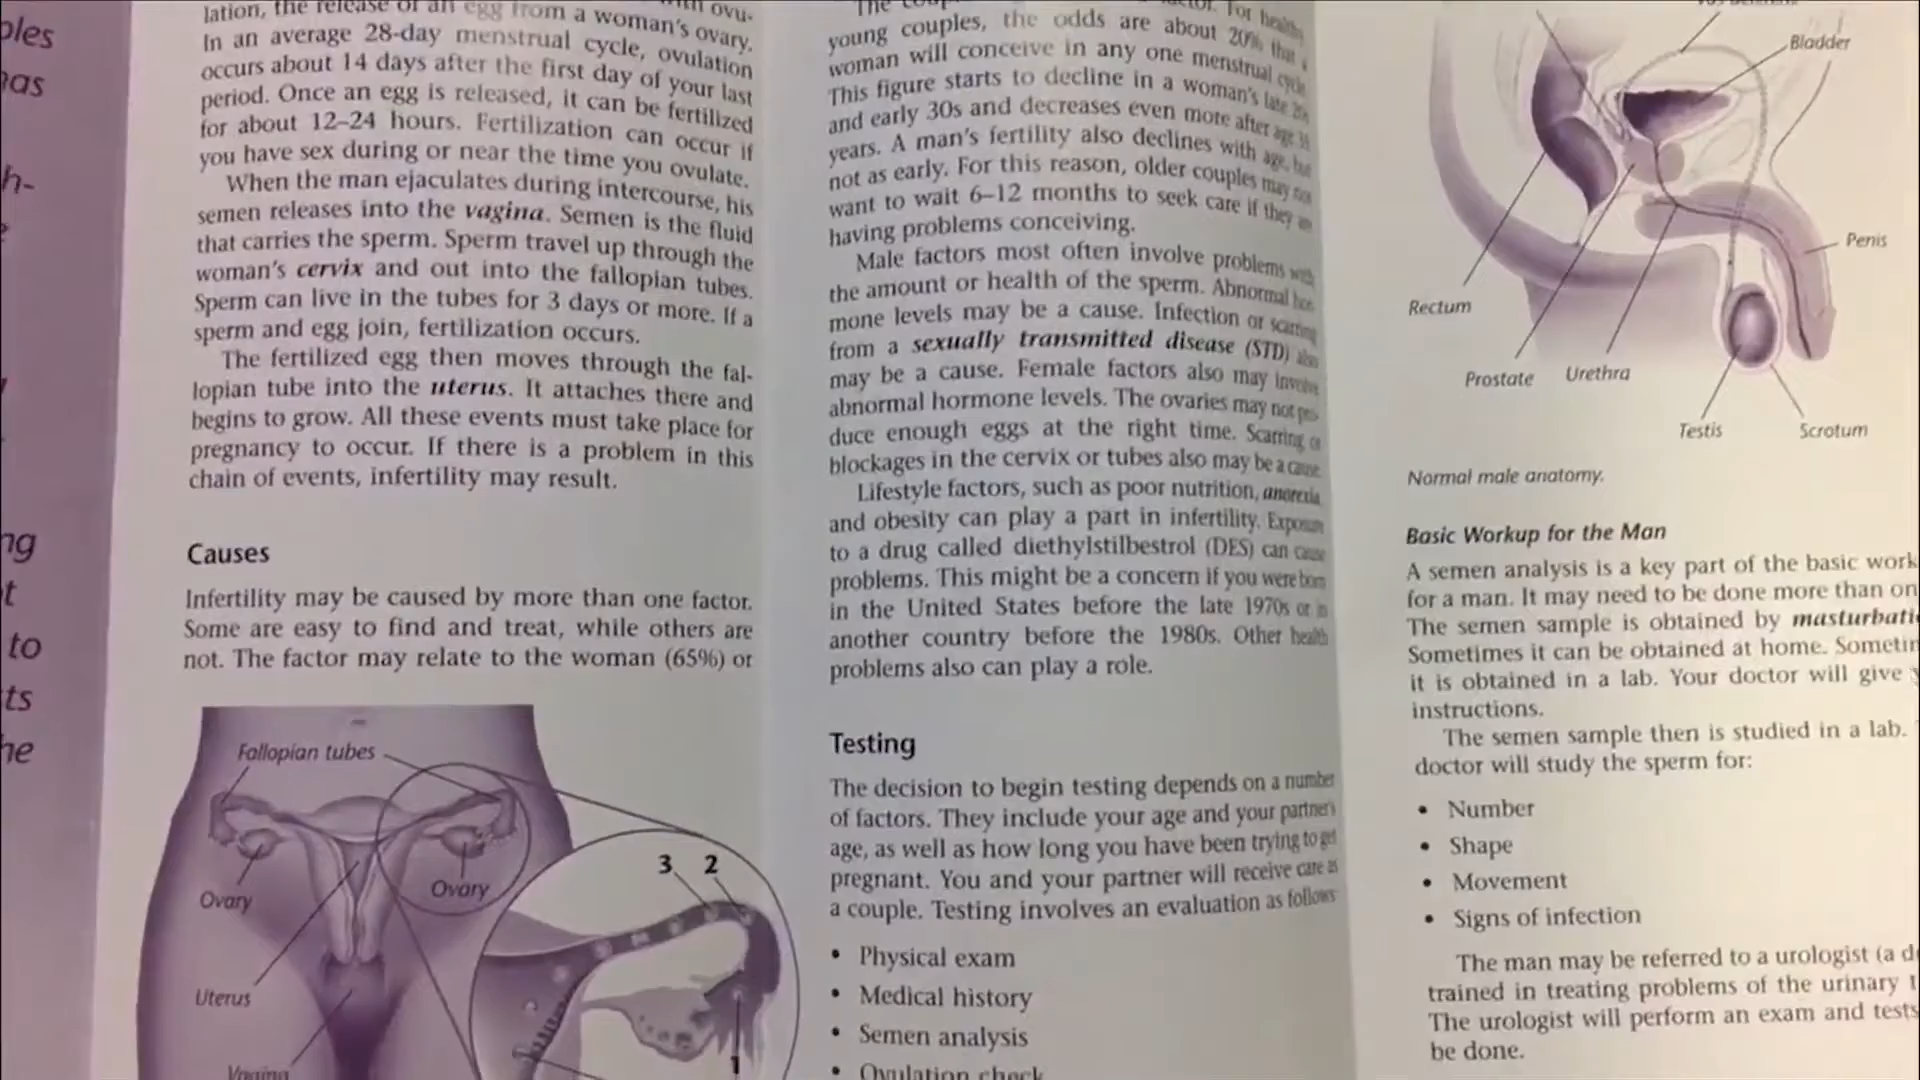 ples
has
h-
ng
t
to
ts
he
lation, the release of an egg from a woman's ovary.
In an average 28-day menstrual cycle, ovulation
occurs about 14 days after the first day of your last
period. Once an egg is released, it can be fertilized
for about 12–24 hours. Fertilization can occur if
you have sex during or near the time you ovulate.
When the man ejaculates during intercourse, his
semen releases into the vagina. Semen is the fluid
that carries the sperm. Sperm travel up through the
woman's cervix and out into the fallopian tubes.
Sperm can live in the tubes for 3 days or more. If a
sperm and egg join, fertilization occurs.
The fertilized egg then moves through the fal-
lopian tube into the uterus. It attaches there and
begins to grow. All these events must take place for
pregnancy to occur. If there is a problem in this
chain of events, infertility may result.
Causes
Infertility may be caused by more than one factor.
Some are easy to find and treat, while others are
not. The factor may relate to the woman (65%) or
Fallopian tubes
Ovary
Ovary
Uterus
Vagina
3 2
1
The For healthy
young couples, the odds are about 20% that a
woman will conceive in any one menstrual cycle.
This figure starts to decline in a woman's late 20s
and early 30s and decreases even more after age 35
years. A man's fertility also declines with age, but
not as early. For this reason, older couples may not
want to wait 6–12 months to seek care if they are
having problems conceiving.
Male factors most often involve problems with
the amount or health of the sperm. Abnormal hor-
mone levels may be a cause. Infection or scarring
from a sexually transmitted disease (STD) also
may be a cause. Female factors also may involve
abnormal hormone levels. The ovaries may not pro-
duce enough eggs at the right time. Scarring or
blockages in the cervix or tubes also may be a cause.
Lifestyle factors, such as poor nutrition, anorexia,
and obesity can play a part in infertility. Exposure
to a drug called diethylstilbestrol (DES) can cause
problems. This might be a concern if you were born
in the United States before the late 1970s or in
another country before the 1980s. Other health
problems also can play a role.
Testing
The decision to begin testing depends on a number
of factors. They include your age and your partner's
age, as well as how long you have been trying to get
pregnant. You and your partner will receive care as
a couple. Testing involves an evaluation as follows
• Physical exam
• Medical history
• Semen analysis
• Ovulation check
Bladder
Penis
Rectum
Prostate
Urethra
Testis
Scrotum
Normal male anatomy.
Basic Workup for the Man
A semen analysis is a key part of the basic work
for a man. It may need to be done more than on
The semen sample is obtained by masturbati
Sometimes it can be obtained at home. Sometim
it is obtained in a lab. Your doctor will give y
instructions.
The semen sample then is studied in a lab.
doctor will study the sperm for:
• Number
• Shape
• Movement
• Signs of infection
The man may be referred to a urologist (a d
trained in treating problems of the urinary t
The urologist will perform an exam and tests
be done.